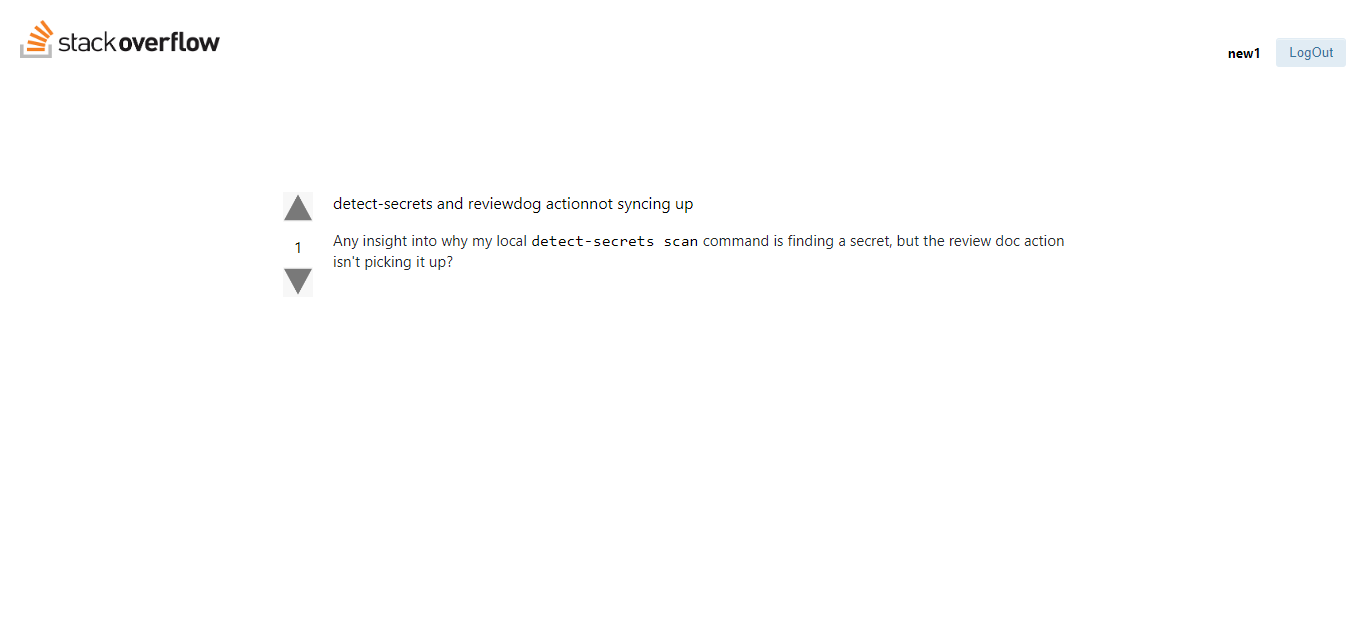 stackoverflow
new1 LogOut
detect-secrets and reviewdog actionnot syncing up
1
Any insight into why my local detect-secrets scan command is finding a secret, but the review doc action
isn't picking it up?